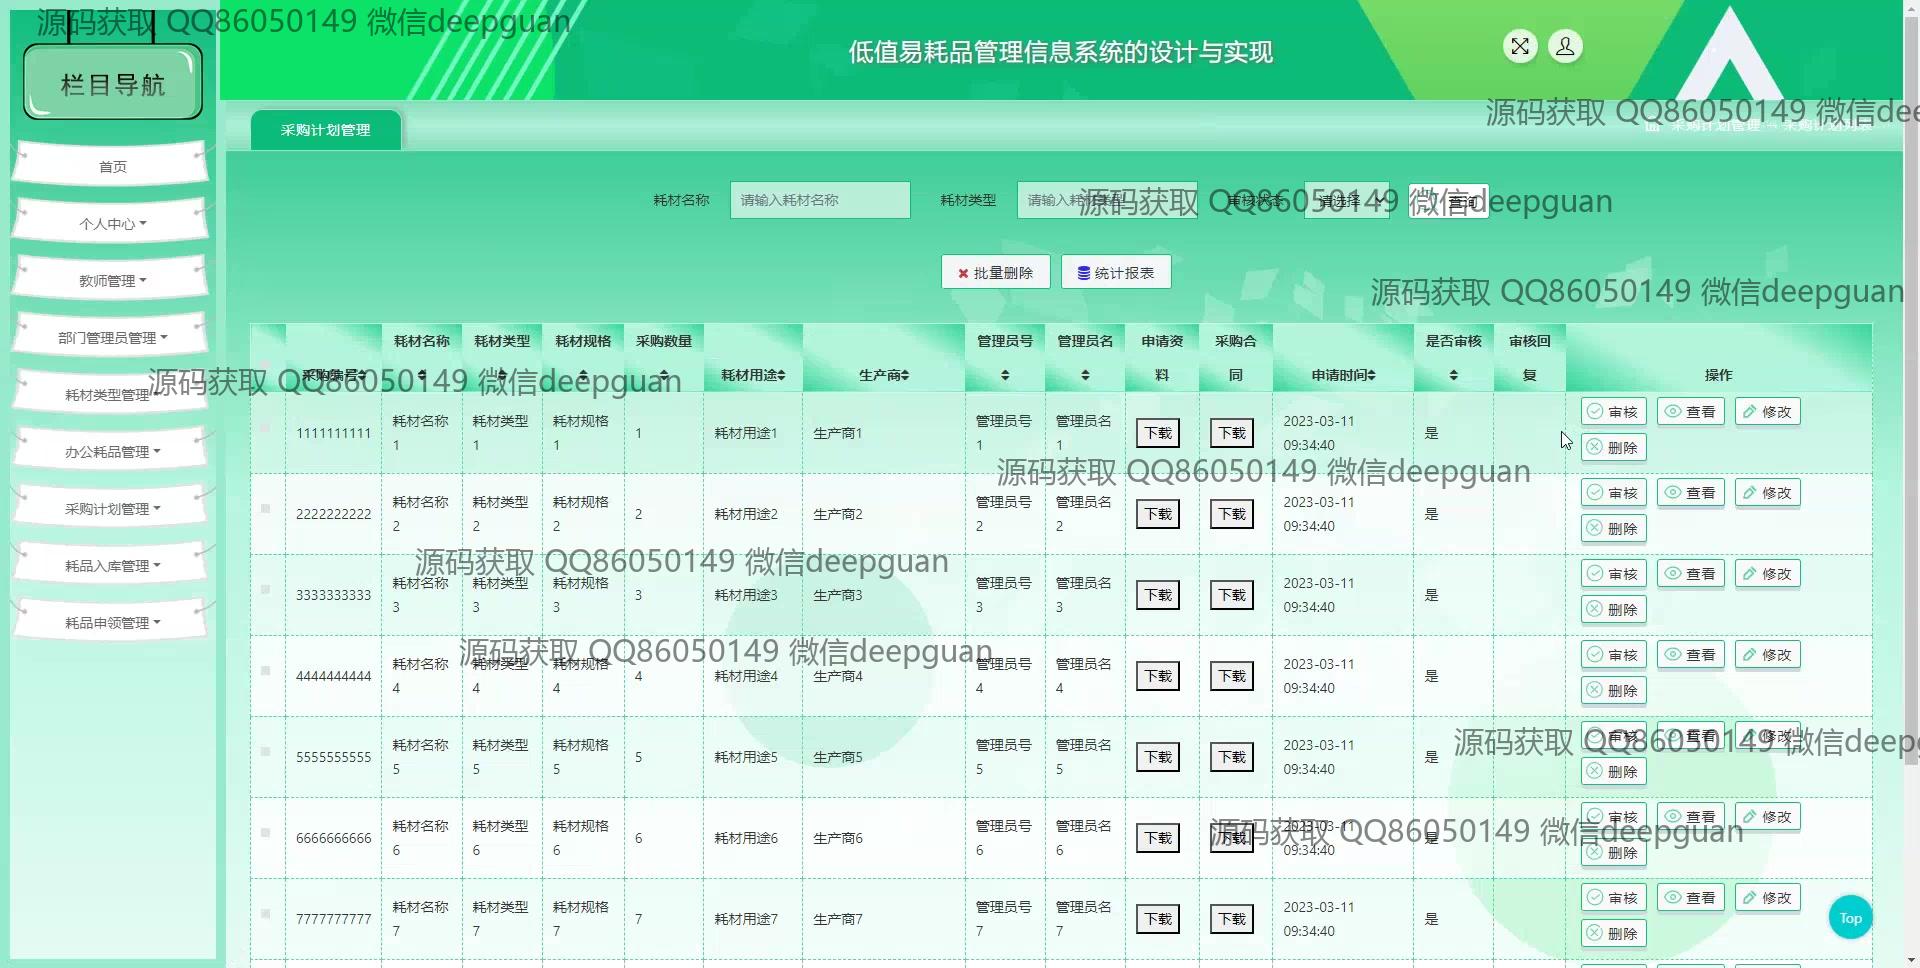 源码获取 QQ86050149 微信deepguan
栏目导航
低值易耗品管理信息系统的设计与实现
源码获取 QQ86050149 微信dee
采购计划管理
首页
个人中心
教师管理
部门管理员管理
耗材类型管理
办公耗品管理
采购计划管理
耗品入库管理
耗品申领管理
耗材名称 请输入耗材名称 耗材类型 请输入耗材类型 审核状态 请选择 查询
源码获取 QQ86050149 微信deepguan
批量删除 统计报表
源码获取 QQ86050149 微信deepguan
采购编号 耗材名称 耗材类型 耗材规格 采购数量 耗材用途 生产商 管理员号 管理员名 申请资料 采购合同 申请时间 是否审核 审核回复 操作
源码获取 QQ86050149 微信deepguan
1111111111 耗材名称1 耗材类型1 耗材规格1 1 耗材用途1 生产商1 管理员号1 管理员名1 下载 下载 2023-03-11 09:34:40 是 审核 查看 修改 删除
源码获取 QQ86050149 微信deepguan
2222222222 耗材名称2 耗材类型2 耗材规格2 2 耗材用途2 生产商2 管理员号2 管理员名2 下载 下载 2023-03-11 09:34:40 是 审核 查看 修改 删除
源码获取 QQ86050149 微信deepguan
3333333333 耗材名称3 耗材类型3 耗材规格3 3 耗材用途3 生产商3 管理员号3 管理员名3 下载 下载 2023-03-11 09:34:40 是 审核 查看 修改 删除
源码获取 QQ86050149 微信deepguan
4444444444 耗材名称4 耗材类型4 耗材规格4 4 耗材用途4 生产商4 管理员号4 管理员名4 下载 下载 2023-03-11 09:34:40 是 审核 查看 修改 删除
源码获取 QQ86050149 微信deep
5555555555 耗材名称5 耗材类型5 耗材规格5 5 耗材用途5 生产商5 管理员号5 管理员名5 下载 下载 2023-03-11 09:34:40 是 审核 查看 修改 删除
源码获取 QQ86050149 微信deepguan
6666666666 耗材名称6 耗材类型6 耗材规格6 6 耗材用途6 生产商6 管理员号6 管理员名6 下载 下载 2023-03-11 09:34:40 是 审核 查看 修改 删除
7777777777 耗材名称7 耗材类型7 耗材规格7 7 耗材用途7 生产商7 管理员号7 管理员名7 下载 下载 2023-03-11 09:34:40 是 审核 查看 修改 删除
Top